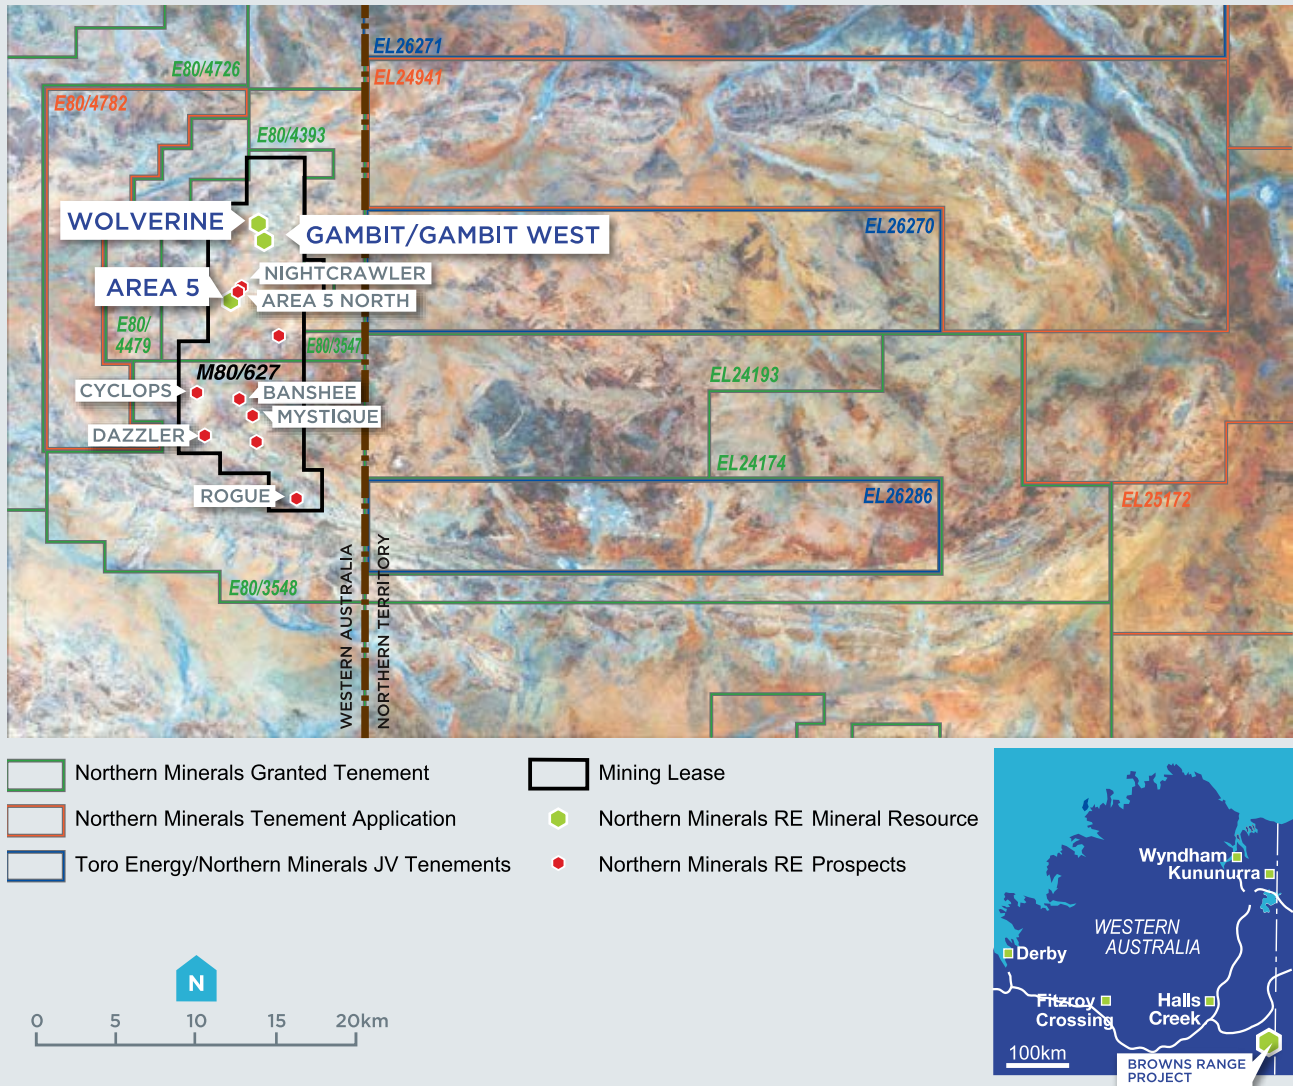 EL26271
E80/4726
EL24941
E80/4782
E80/4393
WOLVERINE
GAMBIT/GAMBIT WEST
EL26270
NIGHTCRAWLER
AREA 5
AREA 5 NORTH
E80/
4479
E80/3547
M80/627
EL24193
CYCLOPS
BANSHEE
MYSTIQUE
DAZZLER
EL24174
ROGUE
EL26286
EL25172
E80/3548
WESTERN AUSTRALIA
NORTHERN TERRITORY
Northern Minerals Granted Tenement
Northern Minerals Tenement Application
Toro Energy/Northern Minerals JV Tenements
Mining Lease
Northern Minerals RE Mineral Resource
Northern Minerals RE Prospects
N
0 5 10 15 20km
Wyndham
Kununurra
WESTERN
AUSTRALIA
Derby
Fitzroy
Crossing
Halls
Creek
100km
BROWNS RANGE
PROJECT